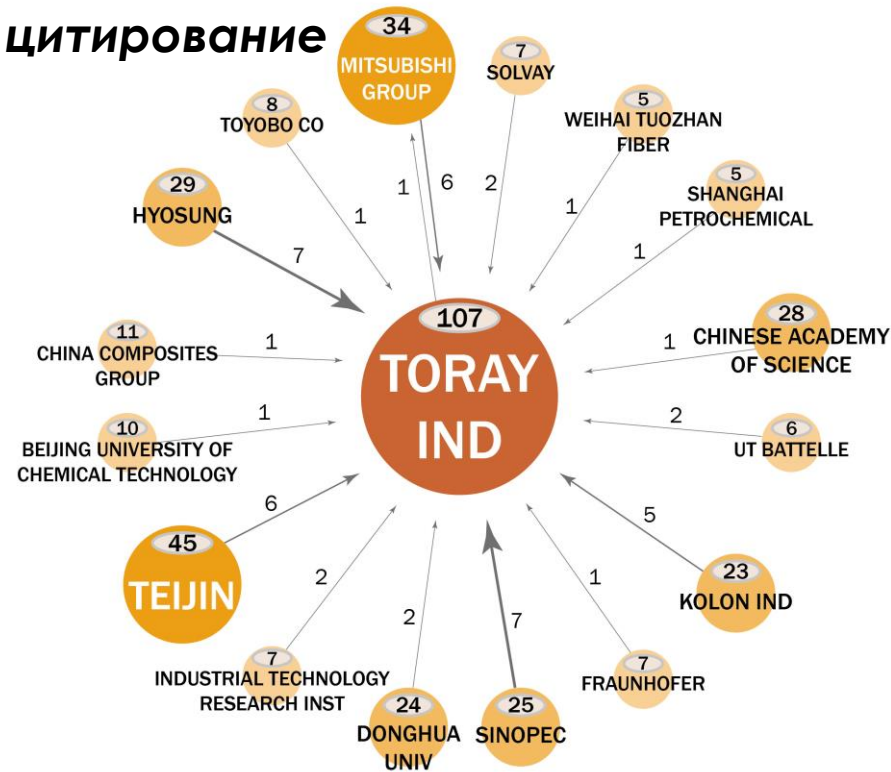 цитирование
34
MITSUBISHI
GROUP
7
SOLVAY
8
TOYOBO CO
5
WEIHAI TUOZHAN
FIBER
5
SHANGHAI
PETROCHEMICAL
29
HYOSUNG
1
6
2
1
1
1
7
107
TORAY
IND
28
CHINESE ACADEMY
OF SCIENCE
1
11
CHINA COMPOSITES
GROUP
1
10
BEIJING UNIVERSITY OF
CHEMICAL TECHNOLOGY
1
2
6
UT BATTELLE
45
TEIJIN
6
5
23
KOLON IND
2
2
7
1
7
INDUSTRIAL TECHNOLOGY
RESEARCH INST
24
DONGHUA
UNIV
25
SINOPEC
7
FRAUNHOFER